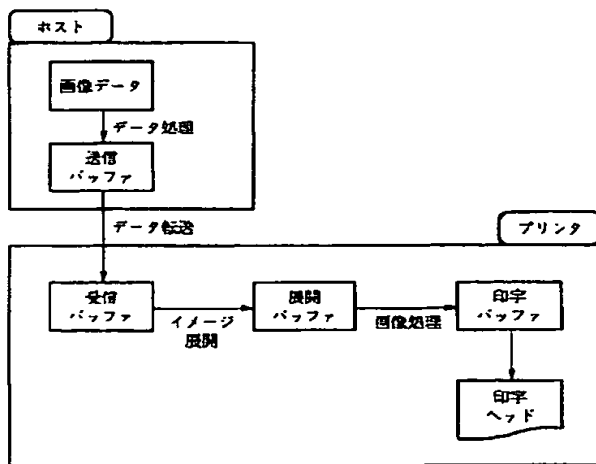 ホスト
画像データ
データ処理
送信
バッファ
データ転送
プリンタ
受信
バッファ
イメージ
展開
展開
バッファ
画像処理
印字
バッファ
印字
ヘッド